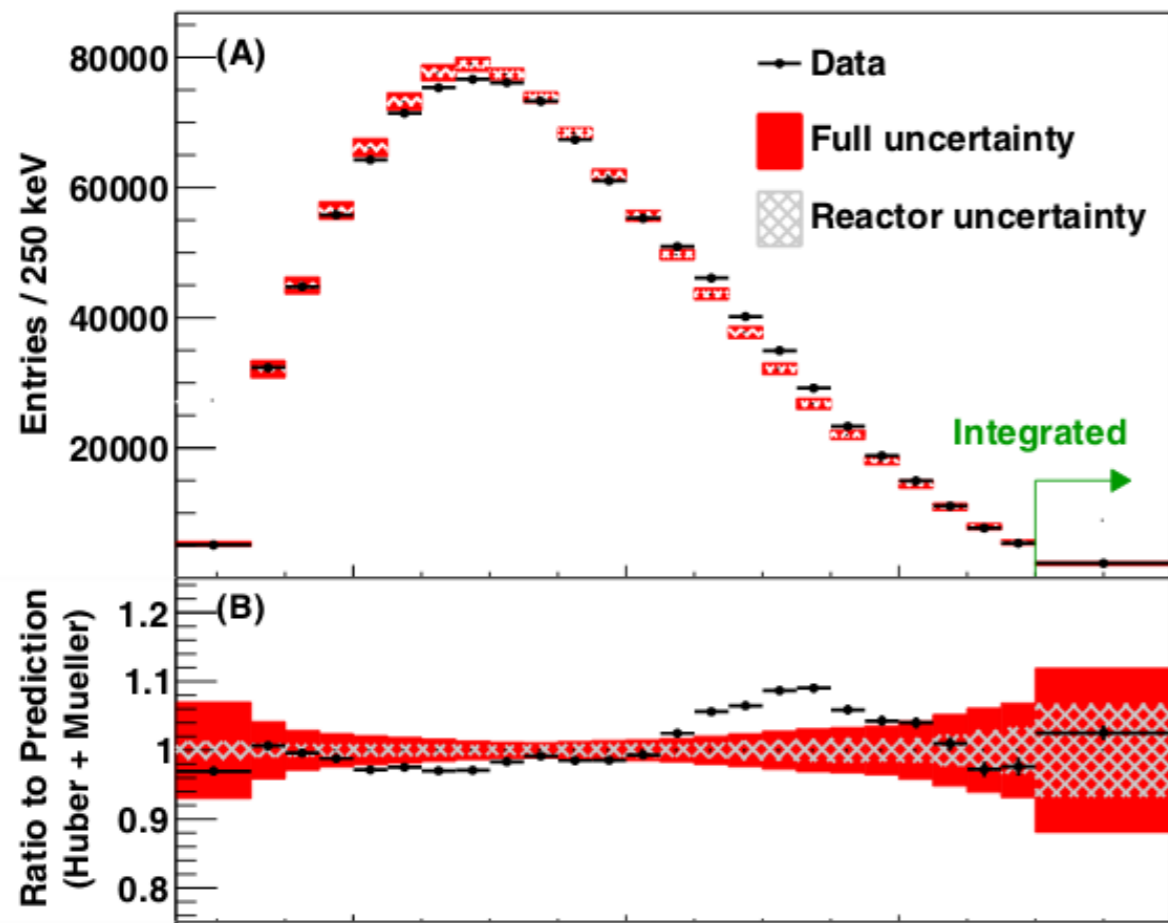 (A)
Data
Full uncertainty
Reactor uncertainty
Entries / 250 keV
80000
60000
40000
20000
Integrated
(B)
Ratio to Prediction
(Huber + Mueller)
1.2
1.1
1
0.9
0.8